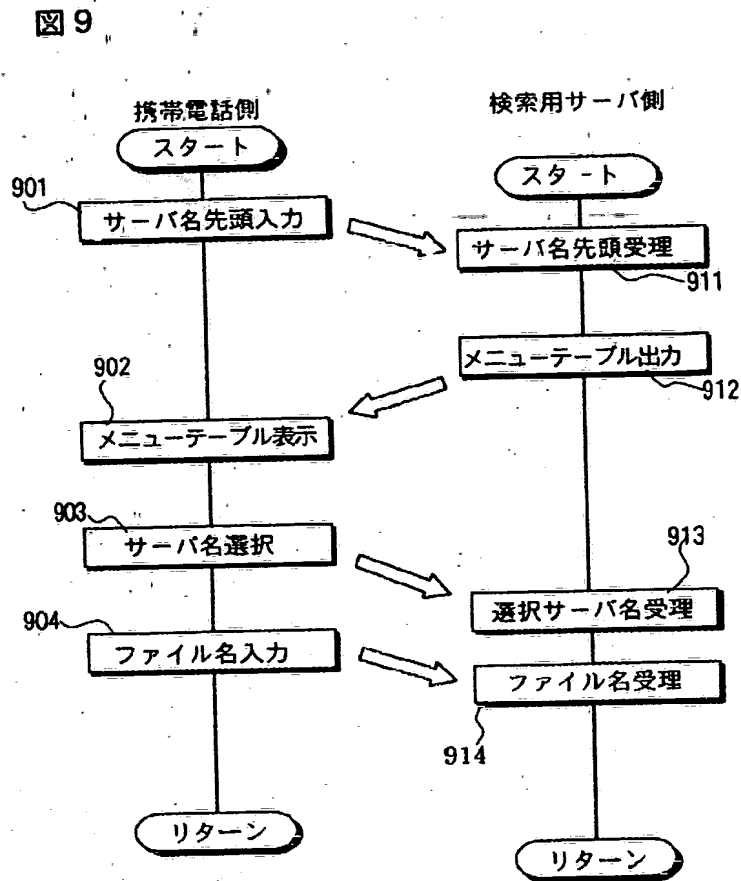 図9
携帯電話側
スタート
901
サーバ名先頭入力
902
メニューテーブル表示
903
サーバ名選択
904
ファイル名入力
リターン
検索用サーバ側
スタート
サーバ名先頭受理
911
メニューテーブル出力
912
913
選択サーバ名受理
ファイル名受理
914
リターン